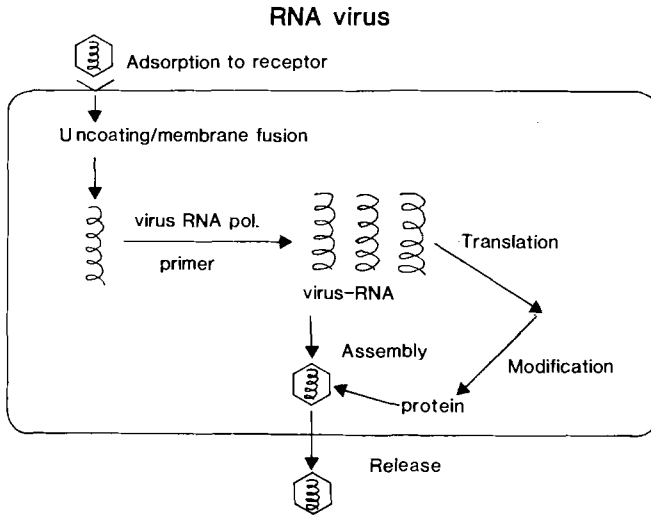 RNA virus
Adsorption to receptor
Uncoating/membrane fusion
virus RNA pol.
primer
Translation
virus-RNA
Assembly
Modification
protein
Release